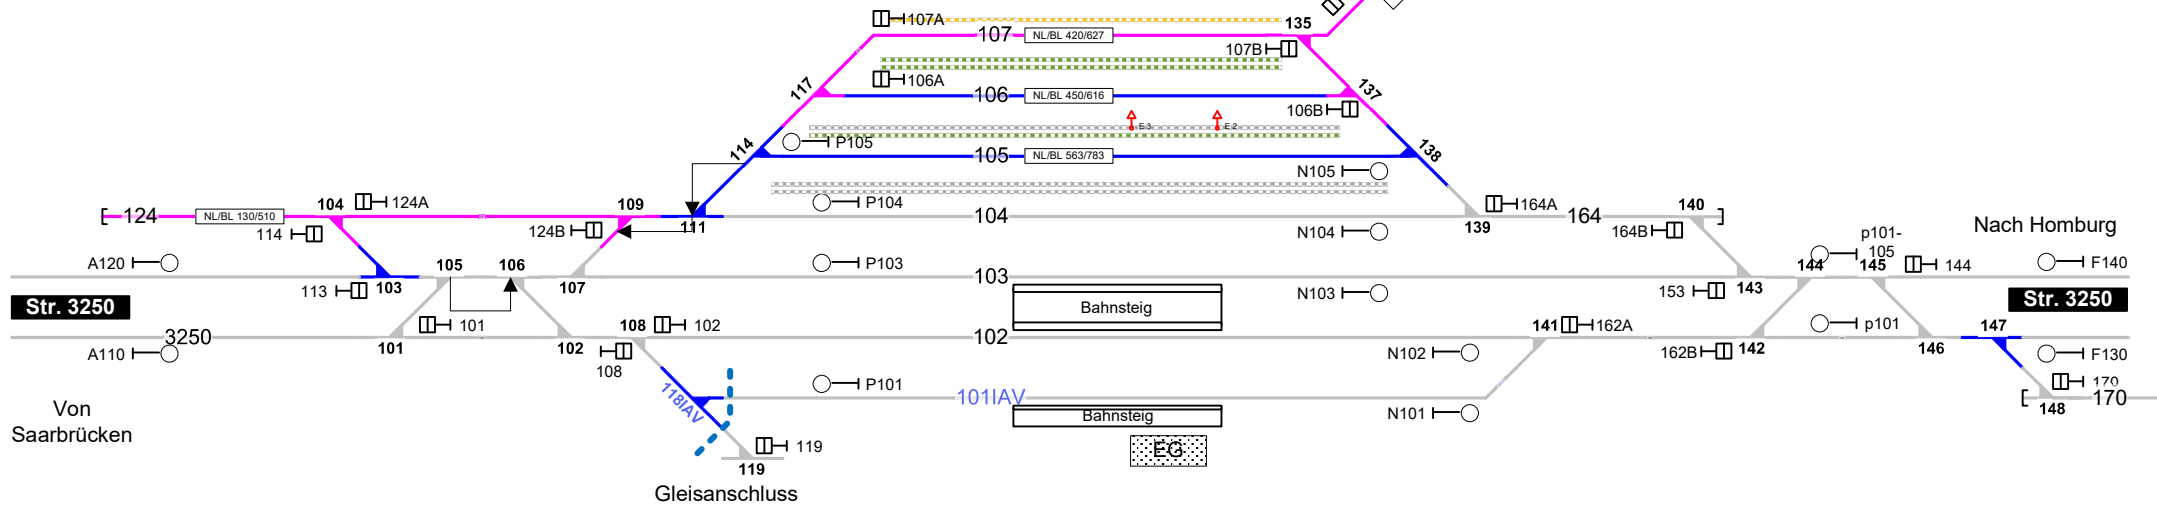 107A
135
107
NL/BL 420/627
107B
106A
117
137
106
NL/BL 450/616
106B
E 3
E 2
P105
114
138
105
NL/BL 563/783
N105
104
124A
109
P104
164A
140
124
NL/BL 130/510
104
164
114
124B
111
N104
139
164B
p101-
105
Nach Homburg
A120
105
106
P103
144
145
144
F140
103
113
103
107
N103
153
143
Str. 3250
Bahnsteig
Str. 3250
101
108
102
141
162A
p101
147
3250
102
A110
101
102
108
N102
162B
142
146
F130
118IAV
P101
170
101IAV
170
Von
Saarbrücken
Bahnsteig
N101
148
119
EG
119
Gleisanschluss